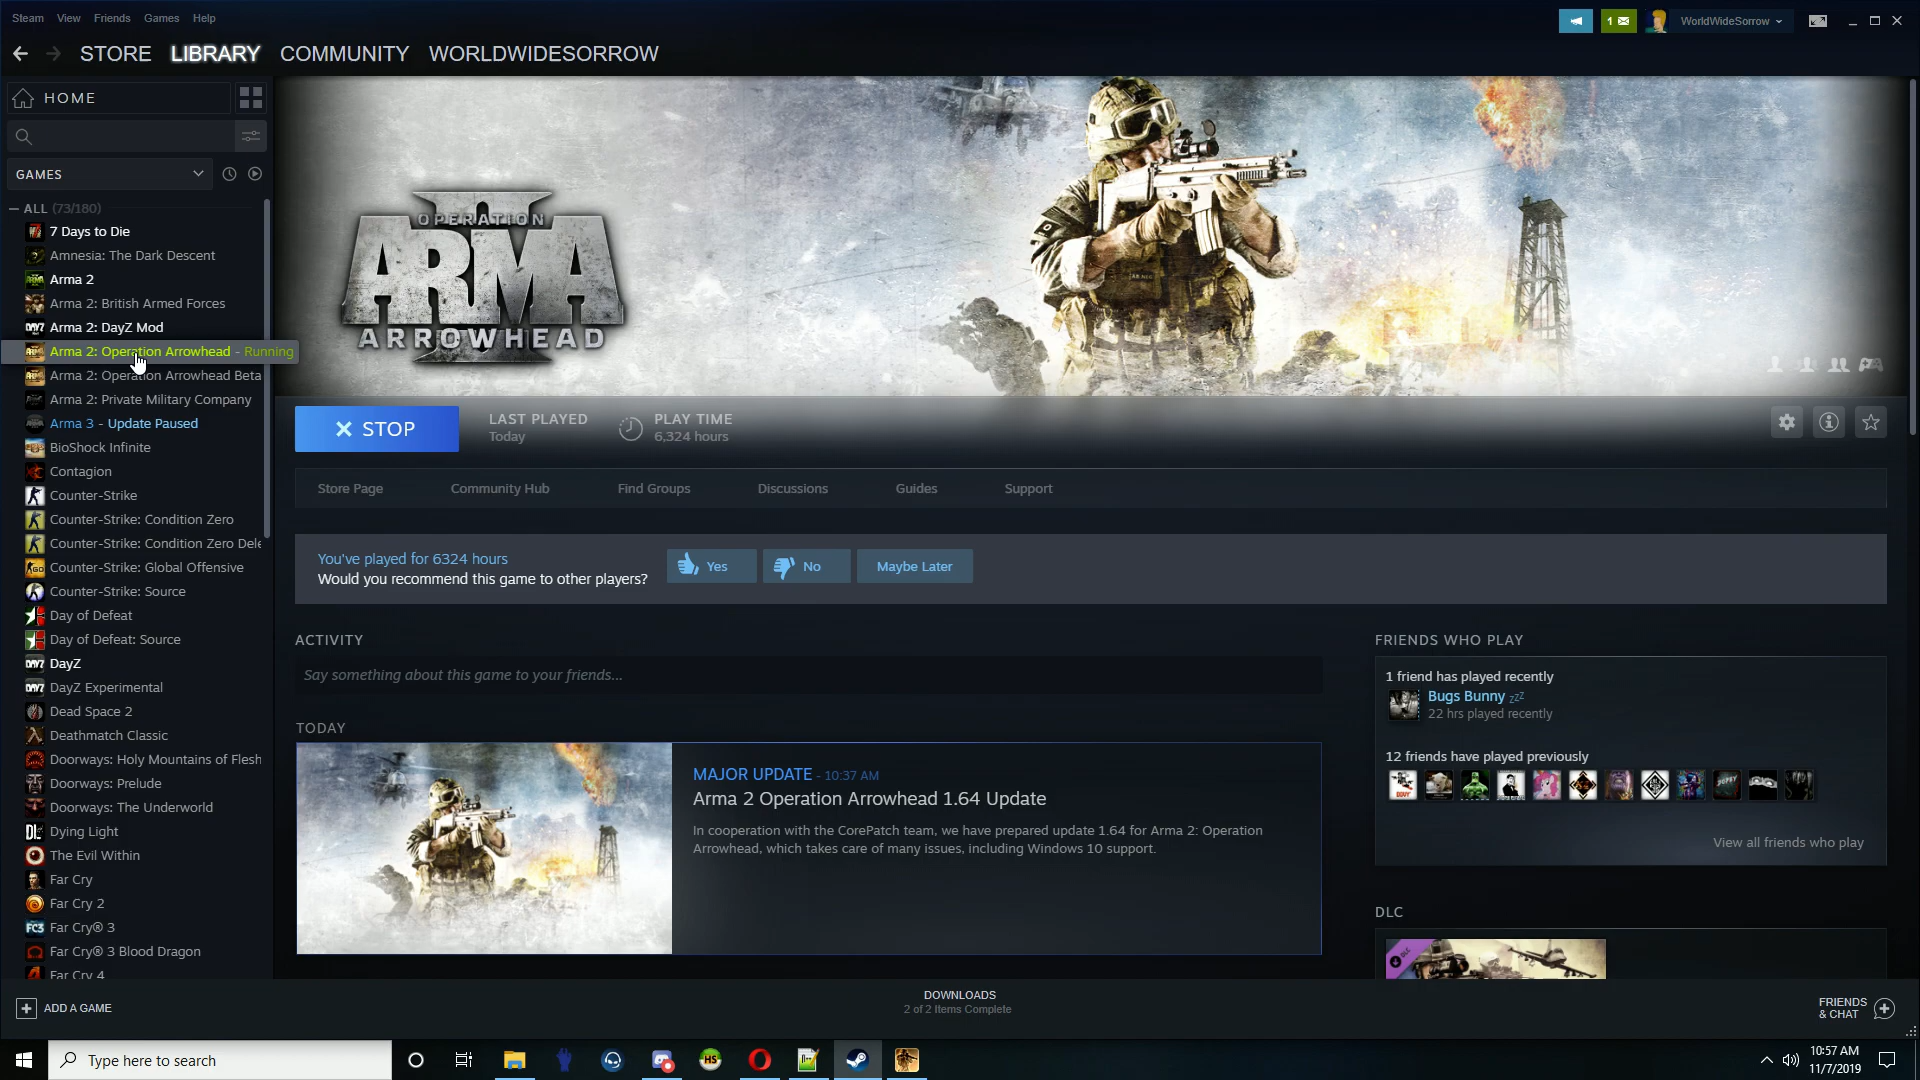 Steam View Friends Games Help
1
WorldWideSorrow
STORE LIBRARY COMMUNITY WORLDWIDESORROW
HOME
GAMES
ALL (73/180)
7 Days to Die
Amnesia: The Dark Descent
Arma 2
Arma 2: British Armed Forces
Arma 2: DayZ Mod
Arma 2: Operation Arrowhead - Running
Arma 2: Operation Arrowhead Beta
Arma 2: Private Military Company
Arma 3 - Update Paused
BioShock Infinite
Contagion
Counter-Strike
Counter-Strike: Condition Zero
Counter-Strike: Condition Zero Dele
Counter-Strike: Global Offensive
Counter-Strike: Source
Day of Defeat
Day of Defeat: Source
DayZ
DayZ Experimental
Dead Space 2
Deathmatch Classic
Doorways: Holy Mountains of Flesh
Doorways: Prelude
Doorways: The Underworld
Dying Light
The Evil Within
Far Cry
Far Cry 2
Far Cry® 3
Far Cry® 3 Blood Dragon
Far Cry 4
OPERATION
ARMA II
ARROWHEAD
STOP
LAST PLAYED
Today
PLAY TIME
6,324 hours
Store Page Community Hub Find Groups Discussions Guides Support
You've played for 6324 hours
Would you recommend this game to other players?
Yes No Maybe Later
ACTIVITY
Say something about this game to your friends...
TODAY
MAJOR UPDATE - 10:37 AM
Arma 2 Operation Arrowhead 1.64 Update
In cooperation with the CorePatch team, we have prepared update 1.64 for Arma 2: Operation
Arrowhead, which takes care of many issues, including Windows 10 support.
FRIENDS WHO PLAY
1 friend has played recently
Bugs Bunny zzz
22 hrs played recently
12 friends have played previously
View all friends who play
DLC
DLC
ADD A GAME
DOWNLOADS
2 of 2 Items Complete
FRIENDS
& CHAT
Type here to search
HS
10:57 AM
11/7/2019